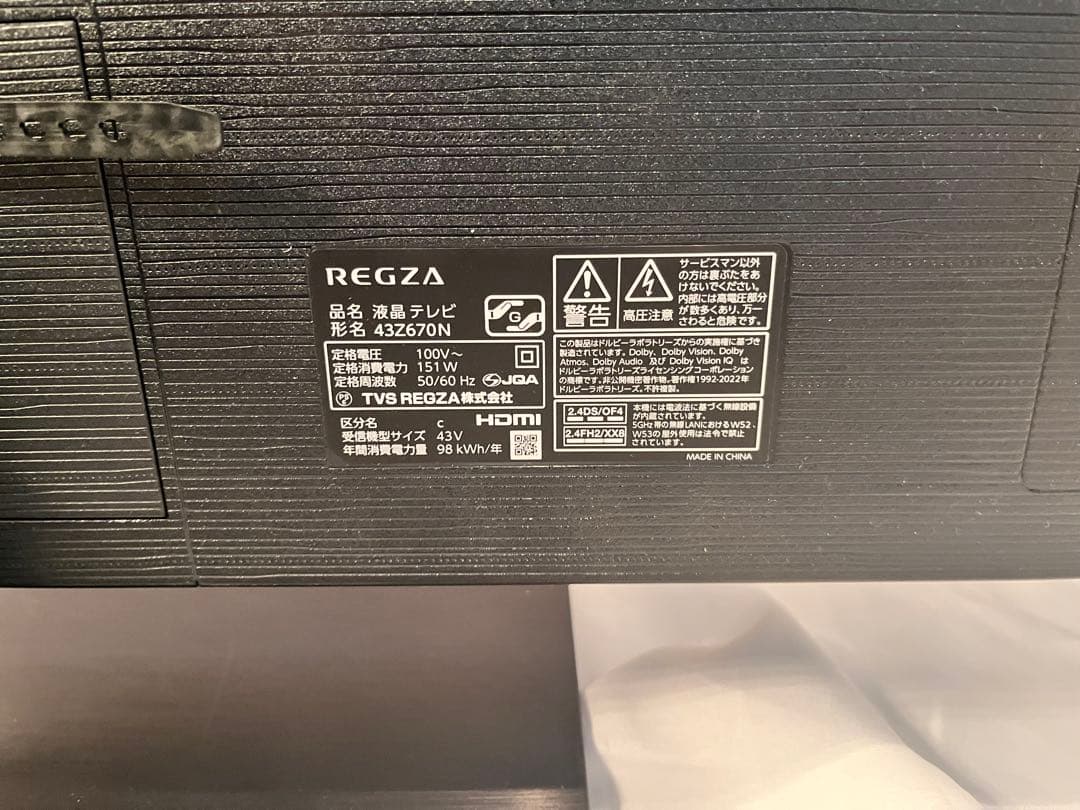 REGZA
品名 液晶テレビ
形名 43Z670N
G
定格電圧 100V～
定格消費電力 151W
定格周波数 50/60 Hz
JQA
PS
E
TVS REGZA株式会社
区分名 c
HDMI
受信機型サイズ 43V
年間消費電力量 98 kWh/年
警告
高圧注意
サービスマン以外
の方は裏ぶたをあ
けないでください。
内部には高電圧部分
が数多くあり、万一
さわると危険です。
この製品はドルビーラボラトリーズからの実施権に基づき
製造されています。Dolby、Dolby Vision、Dolby
Atmos、Dolby Audio 及び Dolby Vision IQ は
ドルビーラボラトリーズライセンシングコーポレーション
の商標です。非公開機密著作物。著作権1992-2022年
ドルビーラボラトリーズ。不許複製。
2.4DS/OF4
2.4FH2/XX8
本機には電波法に基づく無線設備
が内蔵されています。
5GHz帯の無線LANにおけるW52、
W53の屋外使用は法令で禁止
されています。
MADE IN CHINA